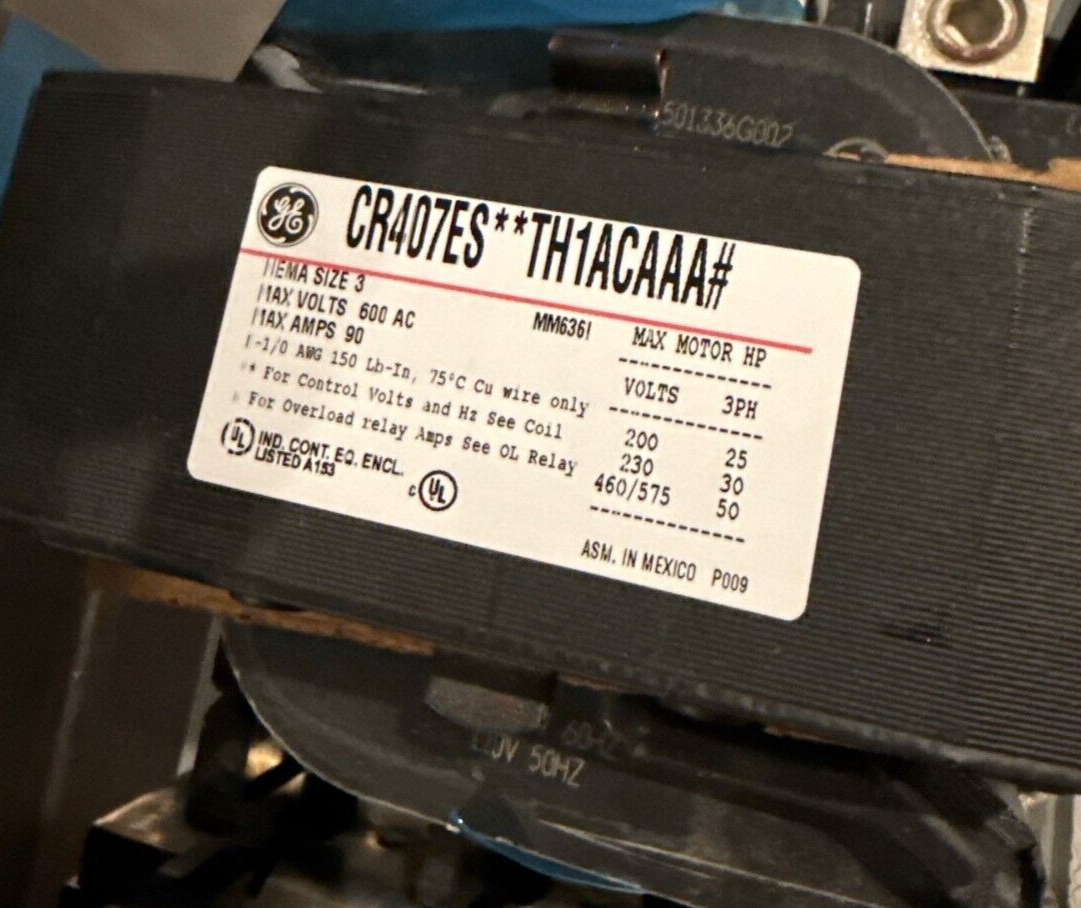 501336G002
GE
CR407ES**TH1ACAAA#
NEMA SIZE 3
MAX VOLTS 600 AC
MAX AMPS 90
MM636I
-1/0 AWG 150 Lb-In, 75°C Cu wire only
** For Control Volts and Hz See Coil
For Overload relay Amps See OL Relay
UL IND. CONT. EQ. ENCL.
LISTED A153
c UL
MAX MOTOR HP
VOLTS 3PH
200 25
230 30
460/575 50
ASM. IN MEXICO P009
60HZ
50HZ